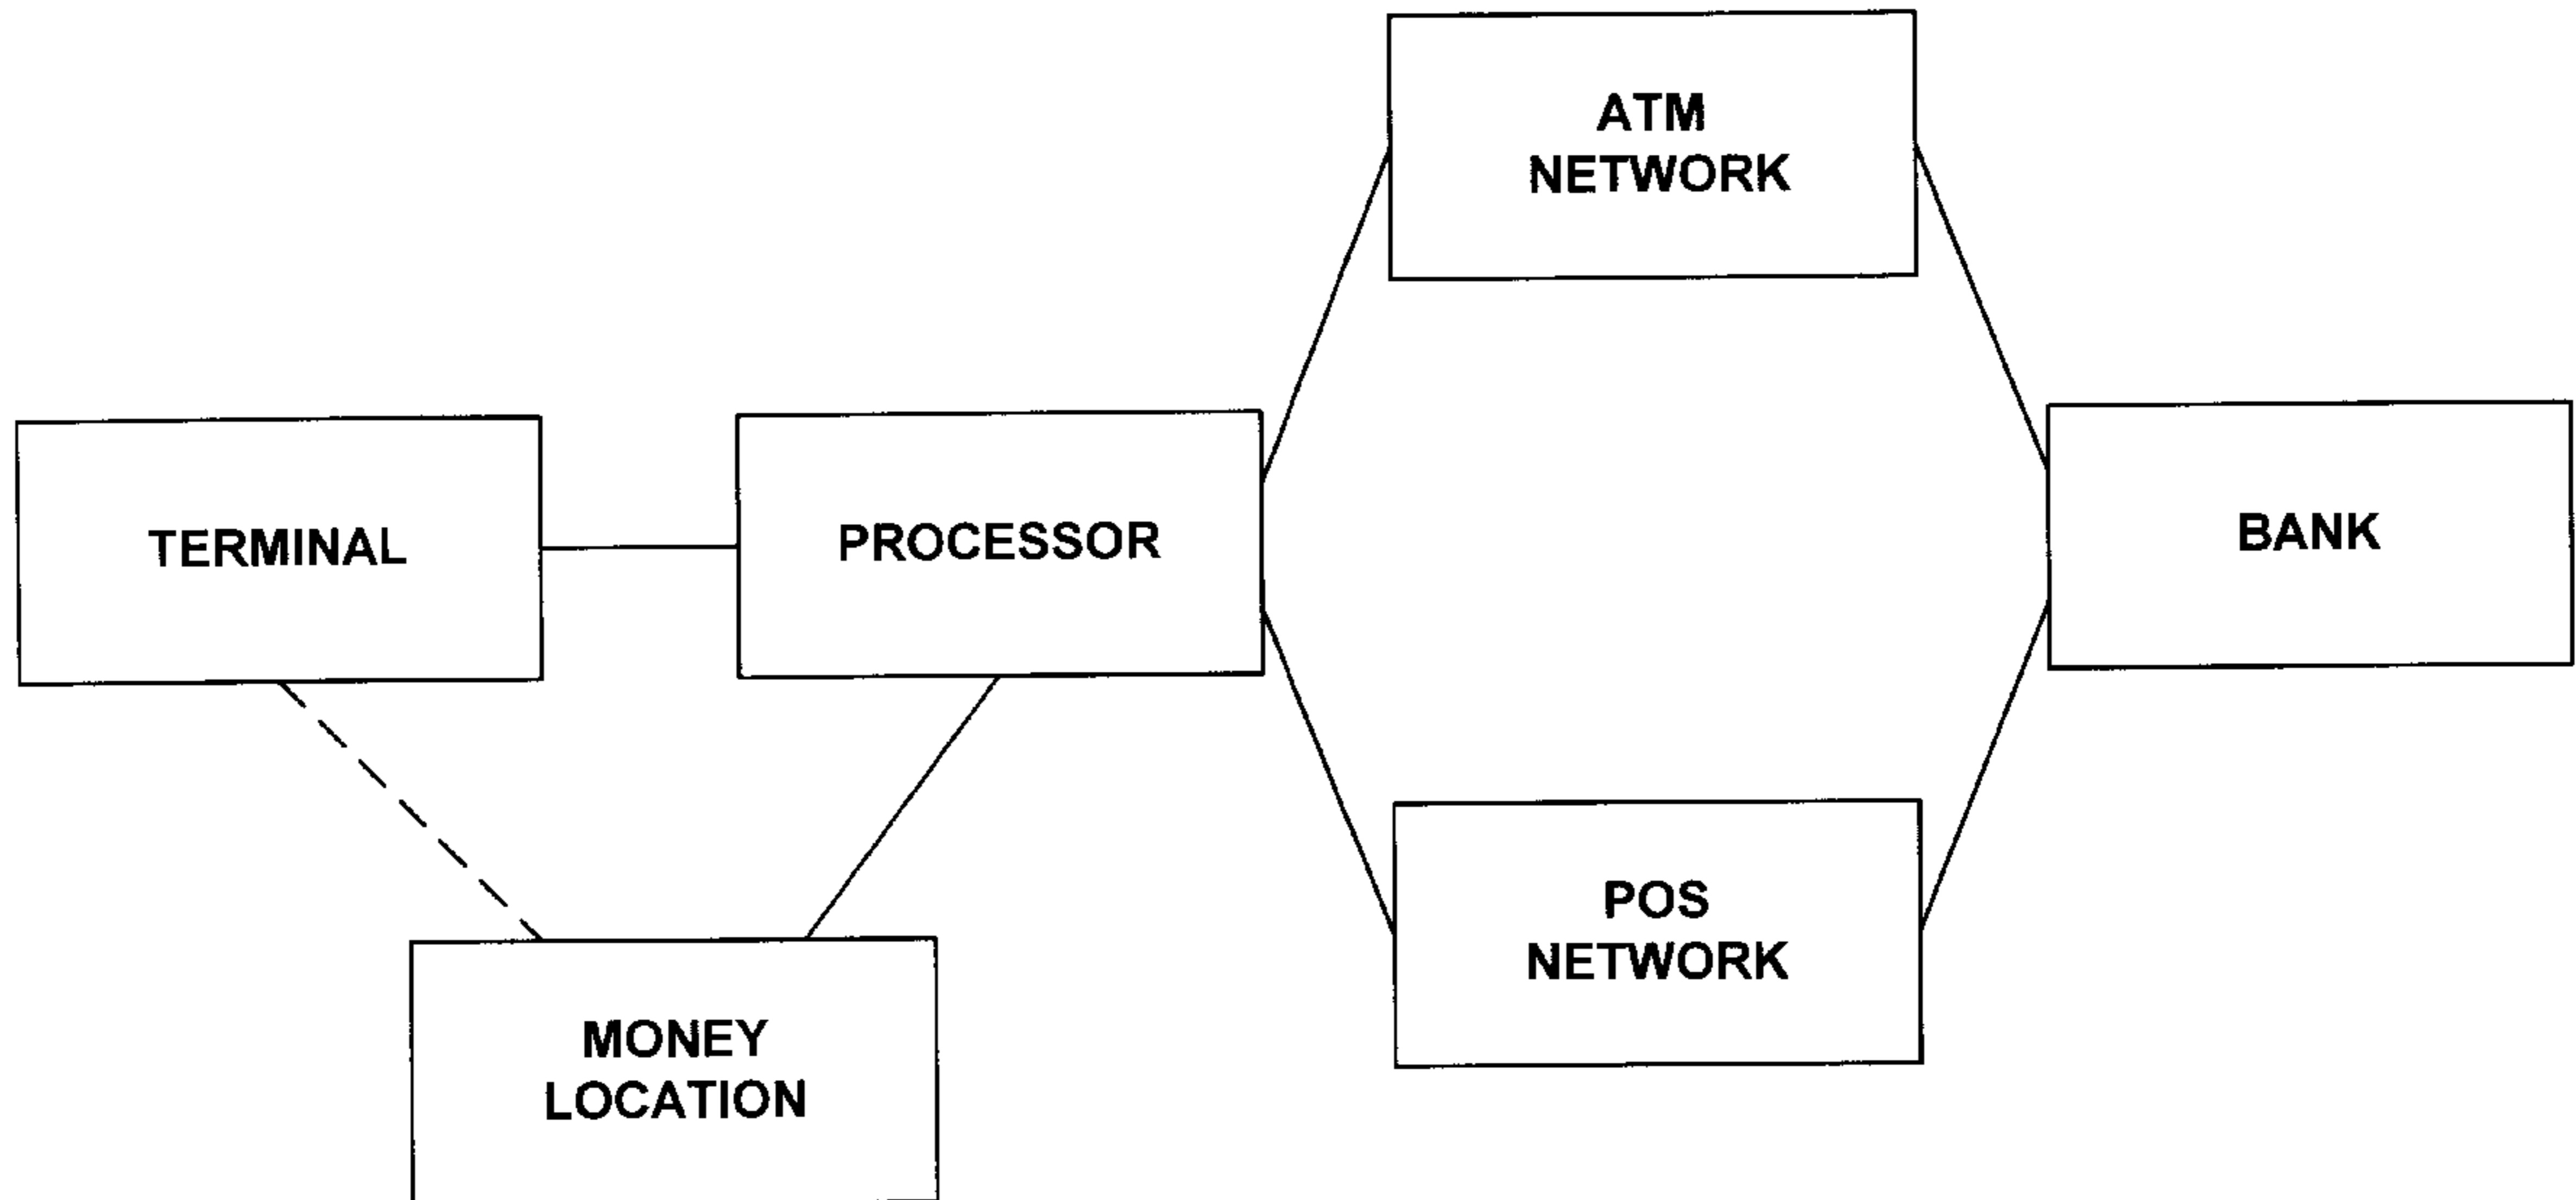 ATM
NETWORK
TERMINAL
PROCESSOR
BANK
POS
NETWORK
MONEY
LOCATION